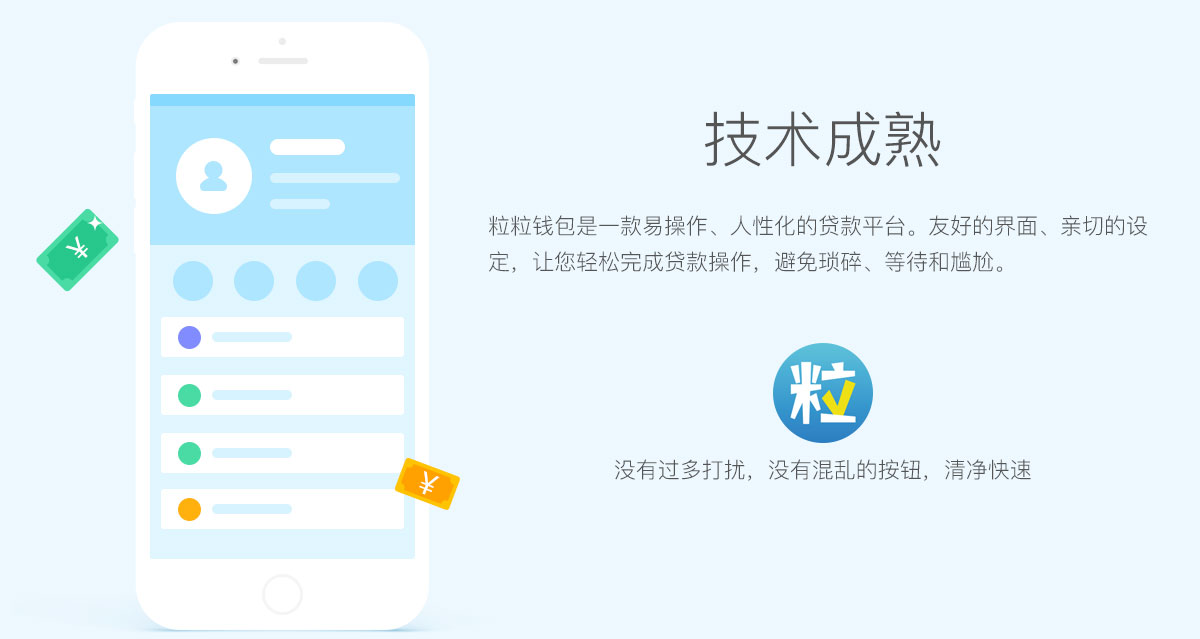 技术成熟
粒粒钱包是一款易操作、人性化的贷款平台。友好的界面、亲切的设
定，让您轻松完成贷款操作，避免琐碎、等待和尴尬。
¥
¥
粒
没有过多打扰，没有混乱的按钮，清净快速